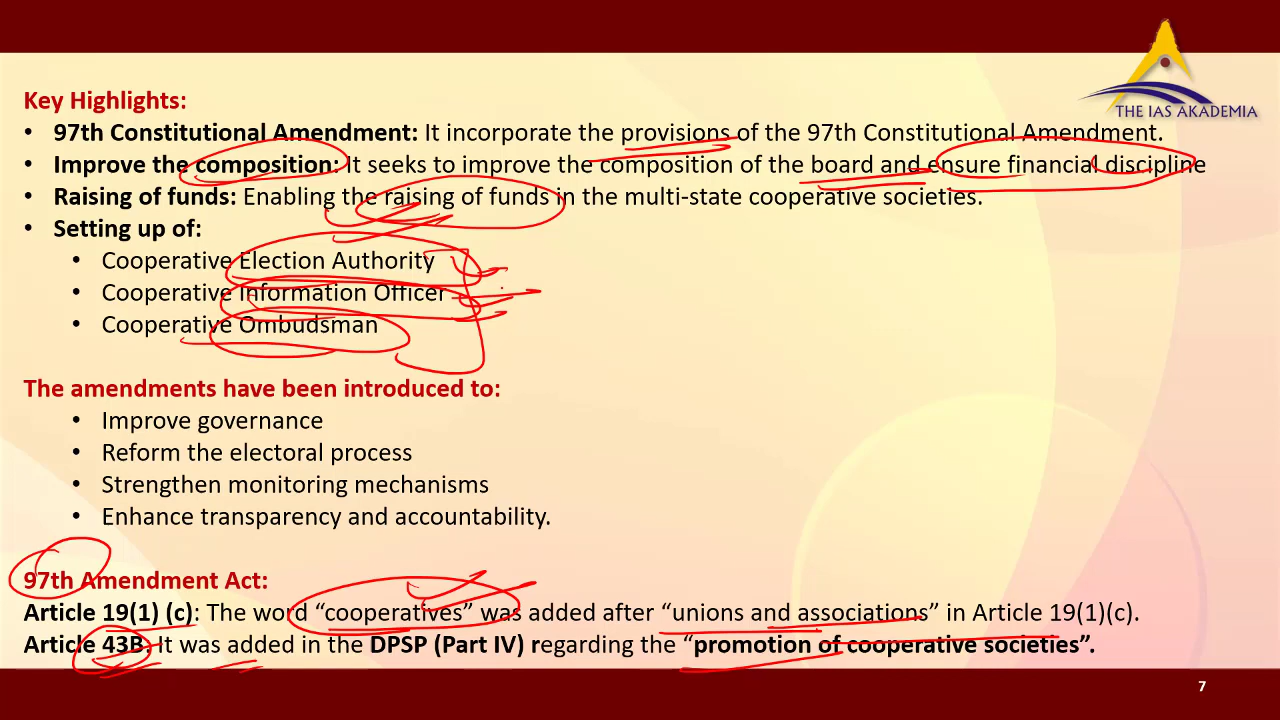 THE IAS AKADEMIA
Key Highlights:
• 97th Constitutional Amendment: It incorporate the provisions of the 97th Constitutional Amendment.
• Improve the composition: It seeks to improve the composition of the board and ensure financial discipline
• Raising of funds: Enabling the raising of funds in the multi-state cooperative societies.
• Setting up of:
• Cooperative Election Authority
• Cooperative Information Officer
• Cooperative Ombudsman
The amendments have been introduced to:
• Improve governance
• Reform the electoral process
• Strengthen monitoring mechanisms
• Enhance transparency and accountability.
97th Amendment Act:
Article 19(1) (c): The word “cooperatives” was added after “unions and associations” in Article 19(1)(c).
Article 43B: It was added in the DPSP (Part IV) regarding the “promotion of cooperative societies”.
7